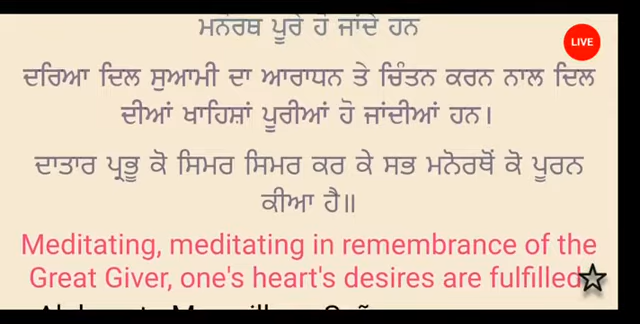 ਮਨੋਰਥ ਪੂਰੇ ਹੋ ਜਾਂਦੇ ਹਨ
LIVE
ਦਰਿਆ ਦਿਲ ਸੁਆਮੀ ਦਾ ਆਰਾਧਨ ਤੇ ਚਿੰਤਨ ਕਰਨ ਨਾਲ ਦਿਲ
ਦੀਆਂ ਖਾਹਿਸ਼ਾਂ ਪੂਰੀਆਂ ਹੋ ਜਾਂਦੀਆਂ ਹਨ।
ਦਾਤਾਰ ਪ੍ਰਭੂ ਕੋ ਸਿਮਰ ਸਿਮਰ ਕਰ ਕੇ ਸਭ ਮਨੋਰਥੋਂ ਕੋ ਪੂਰਨ
ਕੀਆ ਹੈ॥
Meditating, meditating in remembrance of the
Great Giver, one's heart's desires are fulfilled